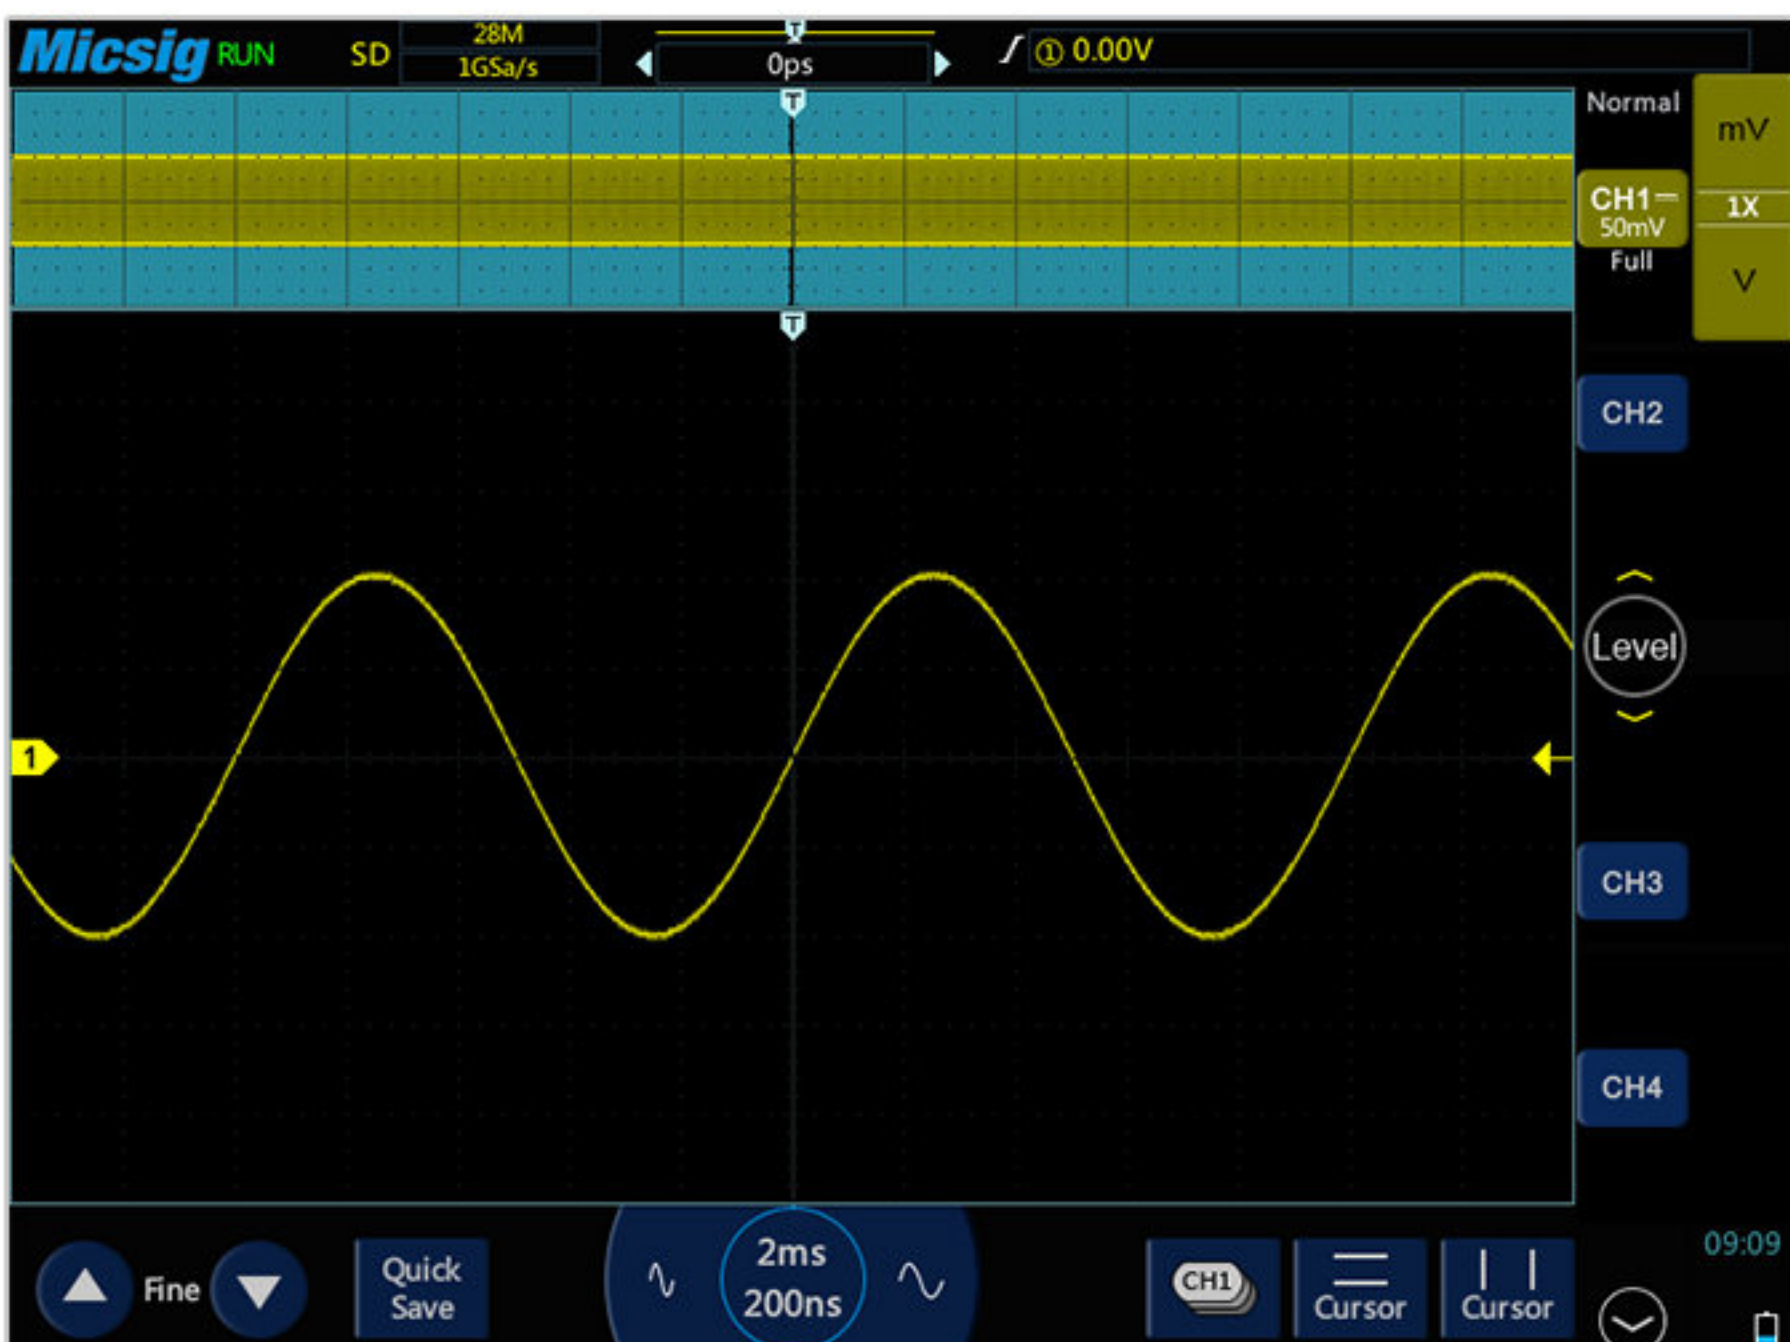 Micsig RUN SD 28M
1GSa/s
T
0ps
① 0.00V
T
Normal
mV
CH1
50mV
1X
Full
V
T
CH2
Level
1
CH3
CH4
Fine
Quick
Save
2ms
200ns
CH1
Cursor
Cursor
09:09